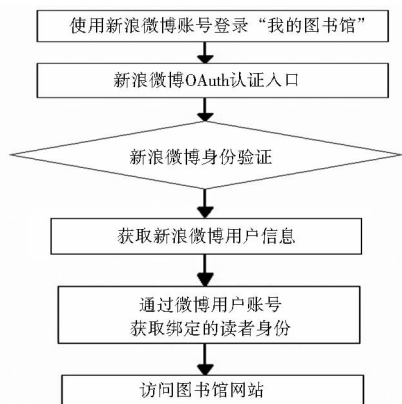 使用新浪微博账号登录“我的图书馆”
新浪微博OAuth认证入口
新浪微博身份验证
获取新浪微博用户信息
通过微博用户账号
获取绑定的读者身份
访问图书馆网站